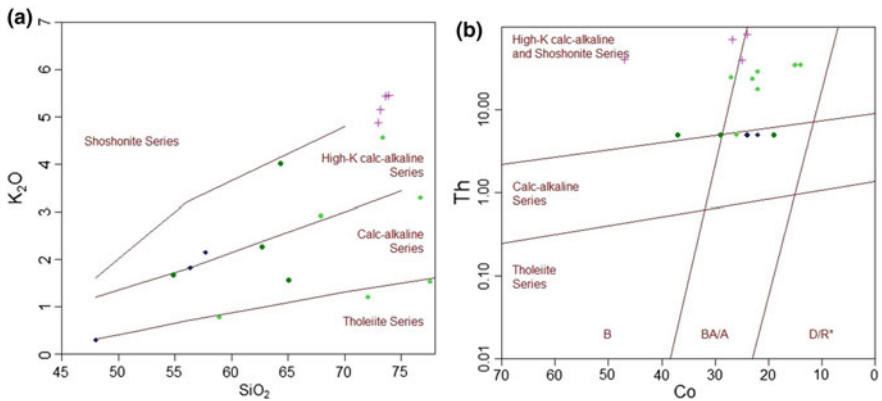 (a)
7
6
5
4
3
2
1
0
K₂O
Shoshonite Series
High-K calc-alkaline
Series
Calc-alkaline
Series
Tholeiite Series
45
50
55
60
65
70
75
SiO₂
(b)
High-K calc-alkaline
and Shoshonite Series
10.00
1.00
0.10
0.01
Th
Calc-alkaline
Series
Tholeiite
Series
B
BA/A
D/R*
70
60
50
40
30
20
10
0
Co